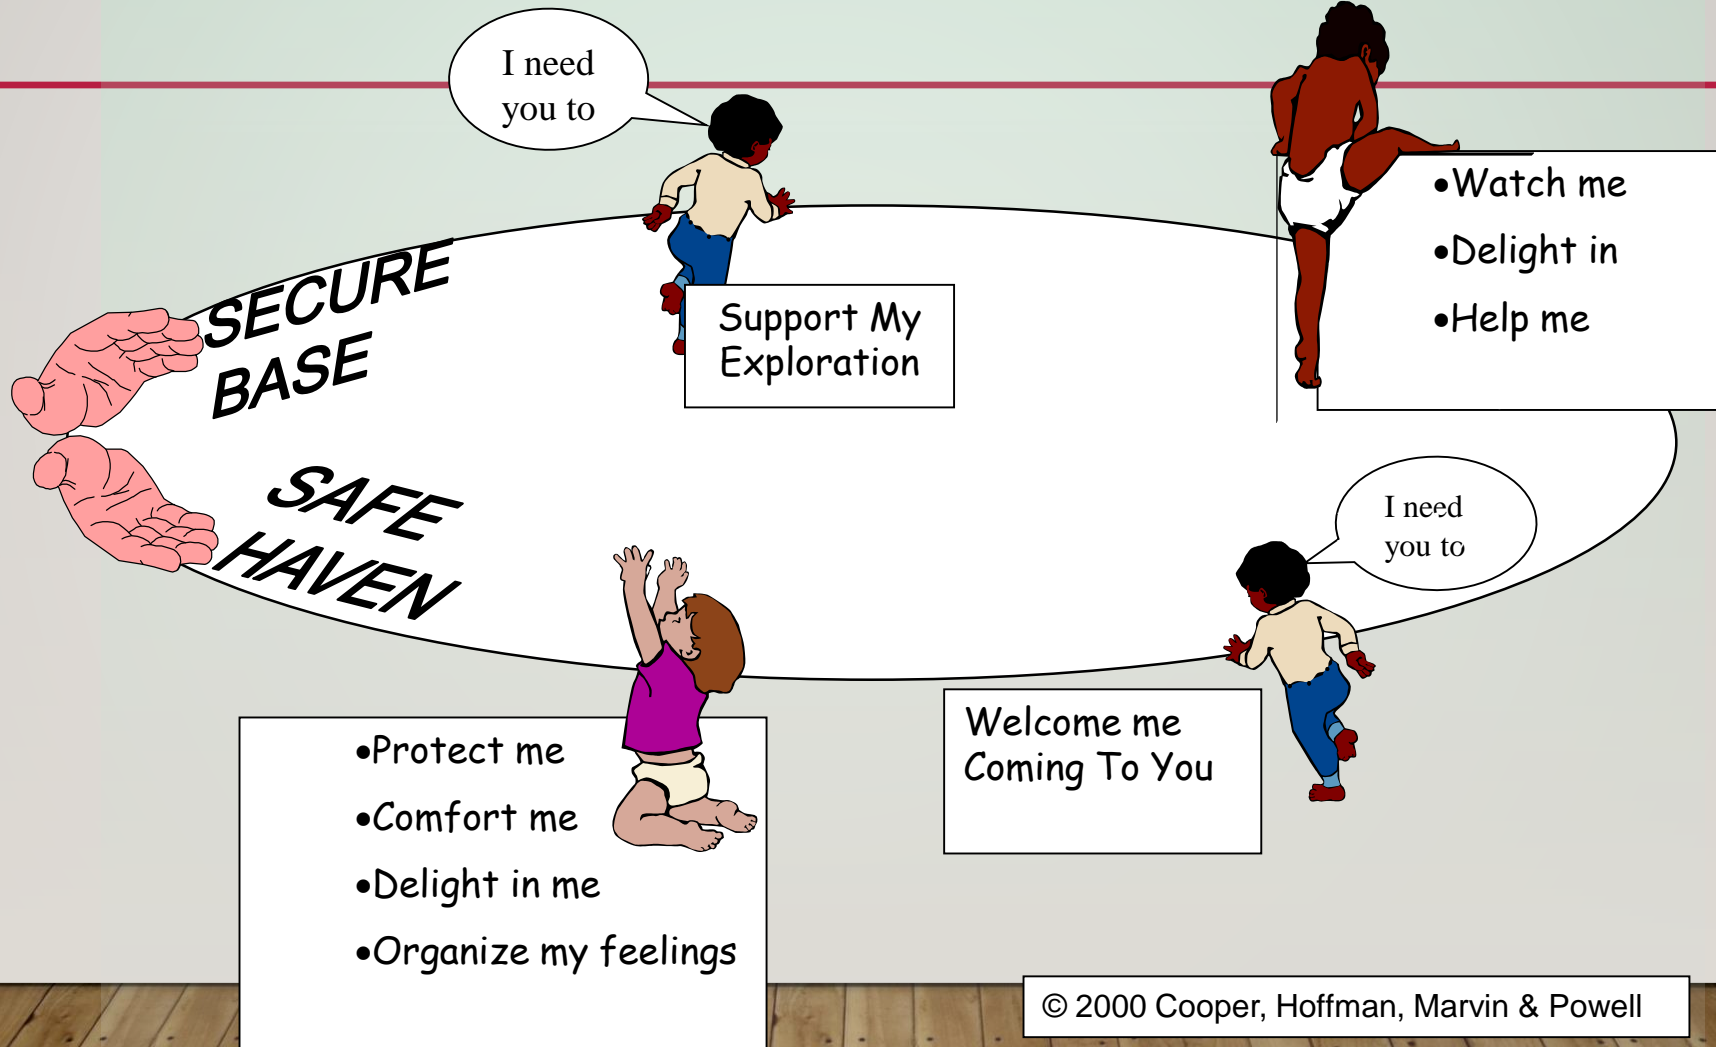 I need
you to
•Watch me
•Delight in
•Help me
SECURE
BASE
Support My
Exploration
SAFE
HAVEN
I need
you to
Welcome me
Coming To You
•Protect me
•Comfort me
•Delight in me
•Organize my feelings
© 2000 Cooper, Hoffman, Marvin & Powell